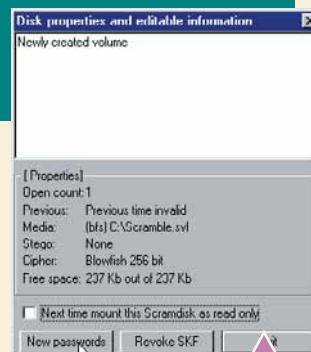 Disk properties and editable information
Newly created volume
[ Properties]
Open count:1
Previous: Previous time invalid
Media: (bfs) C:\Scramble.svl
Stego: None
Cipher: Blowfish 256 bit
Free space: 237 Kb out of 237 Kb
Next time mount this Scramdisk as read only
New passwords Revoke SKF